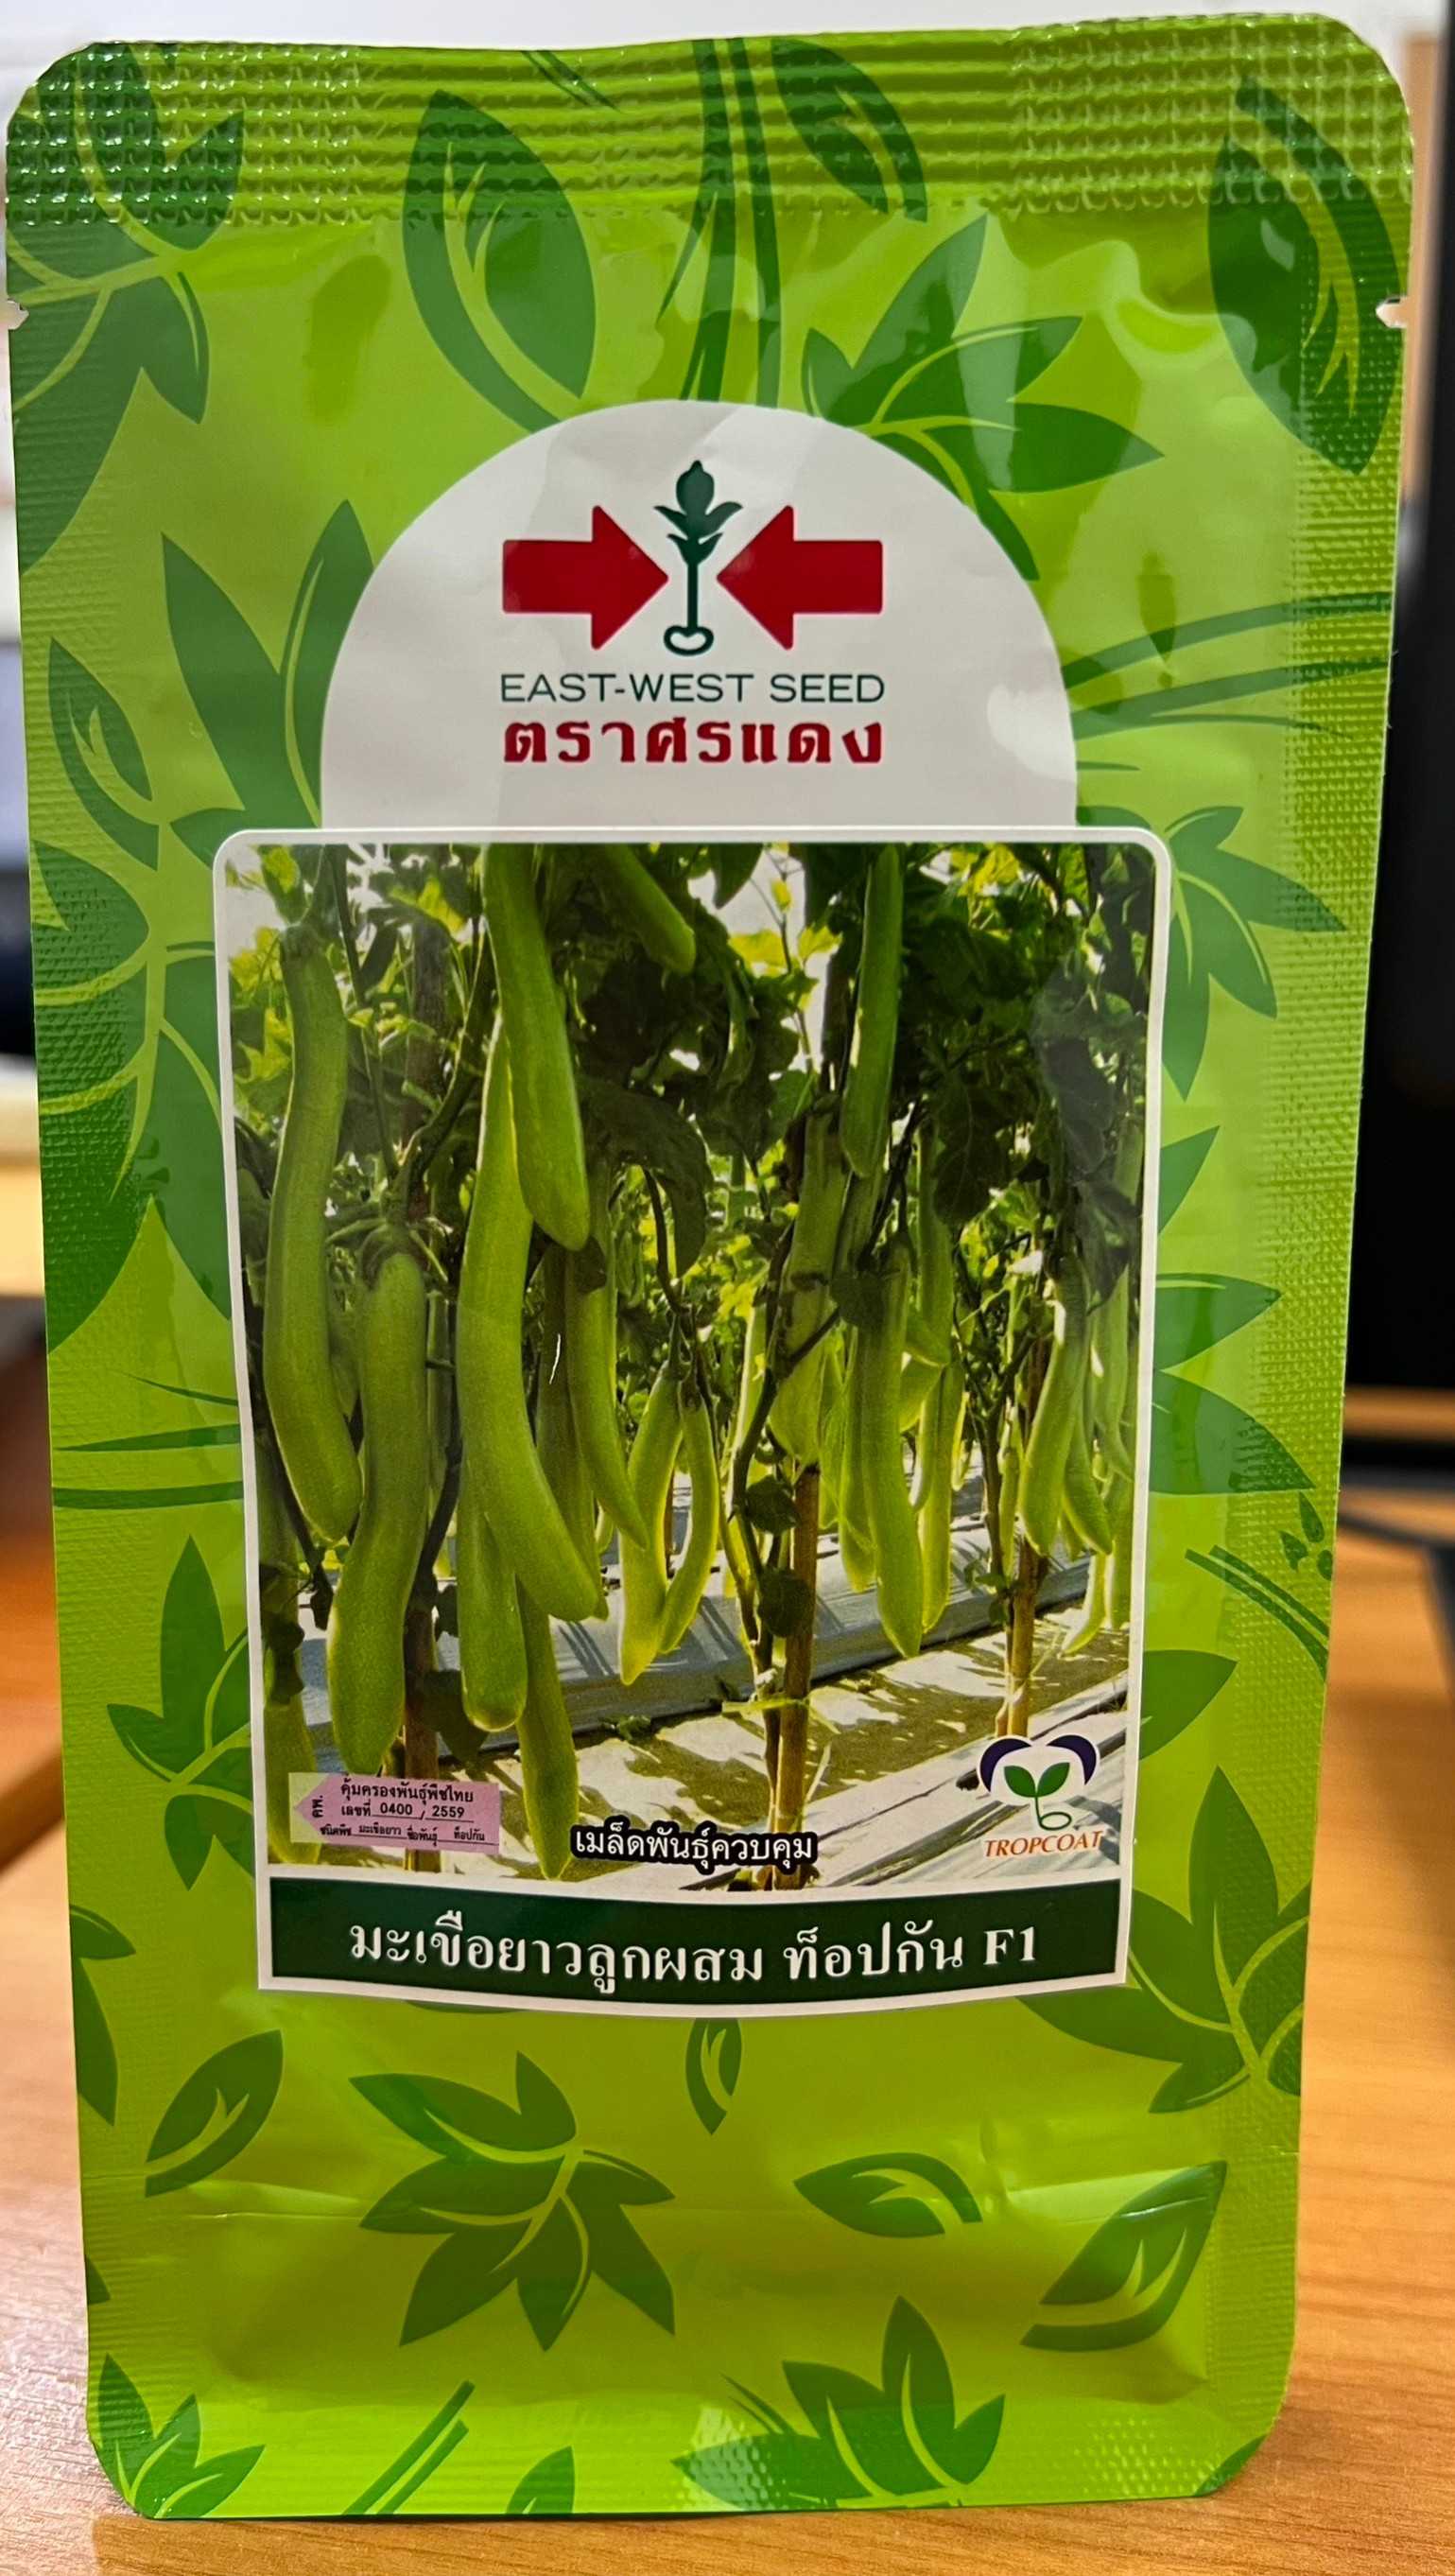 EAST-WEST SEED
ตราศรแดง
คพ.
คุ้มครองพันธุ์พืชไทย
เลขที่ 0400 / 2559
ชนิดพืช มะเขือยาว ชื่อพันธุ์ ท็อปกัน
เมล็ดพันธุ์ควบคุม
TROPCOAT
มะเขือยาวลูกผสม ท็อปกัน F1